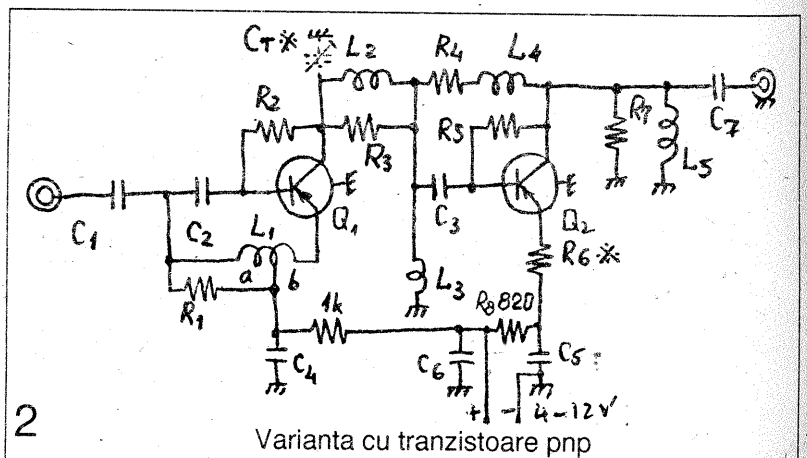 CT* L2 R4 L4
R2 R3 R5 R7 L5 C7
C1 C2 L1 Q1 C3 Q2
a b R6*
R1 1k L3 R8 820
C4 C6 C5
+ - 4-12V
2
Varianta cu tranzistoare pnp